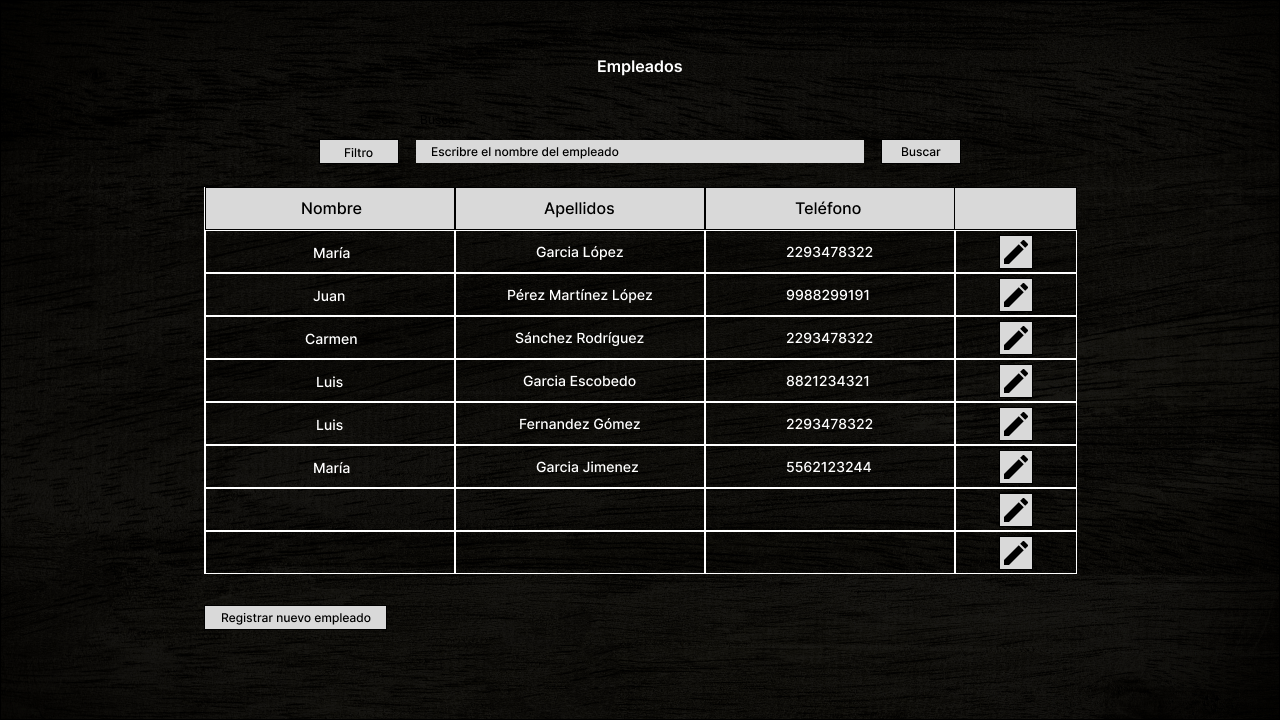 Empleados
Filtro Escribre el nombre del empleado Buscar
Nombre Apellidos Teléfono
María Garcia López 2293478322
Juan Pérez Martínez López 9988299191
Carmen Sánchez Rodríguez 2293478322
Luis Garcia Escobedo 8821234321
Luis Fernandez Gómez 2293478322
María Garcia Jimenez 5562123244
Registrar nuevo empleado